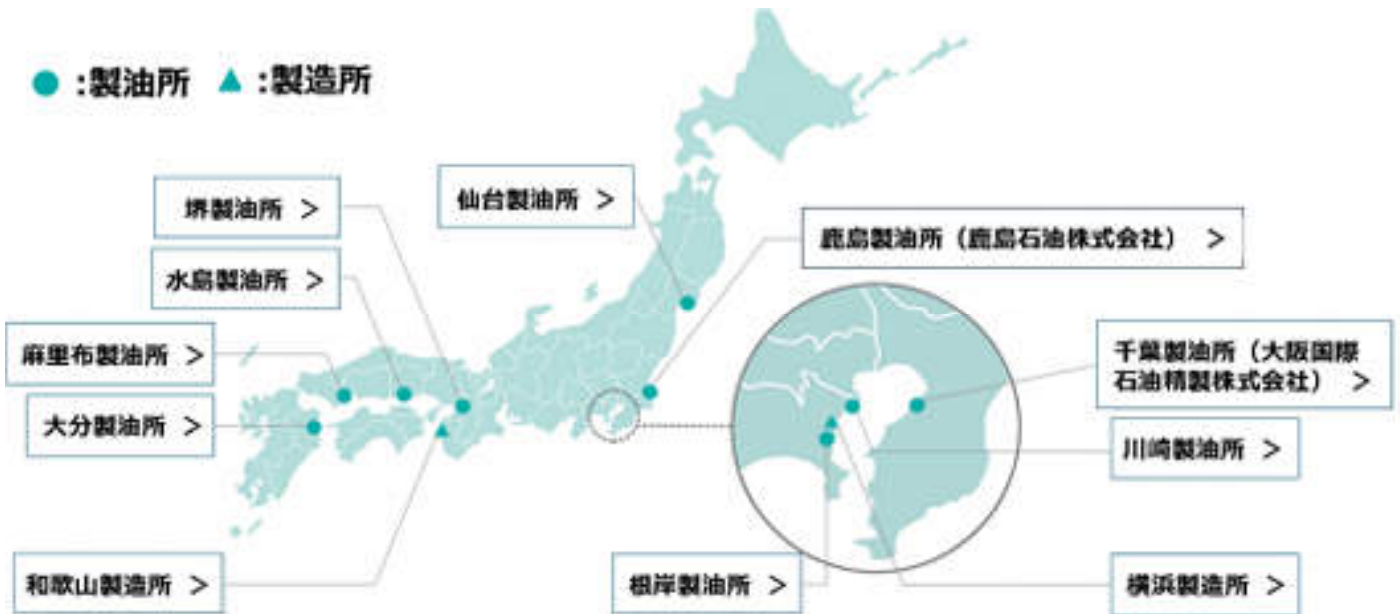 ● :製油所 ▲ :製造所
堺製油所 >
仙台製油所 >
鹿島製油所（鹿島石油株式会社） >
水島製油所 >
麻里布製油所 >
千葉製油所（大阪国際
石油精製株式会社） >
大分製油所 >
川崎製油所 >
和歌山製造所 >
根岸製油所 >
横浜製造所 >